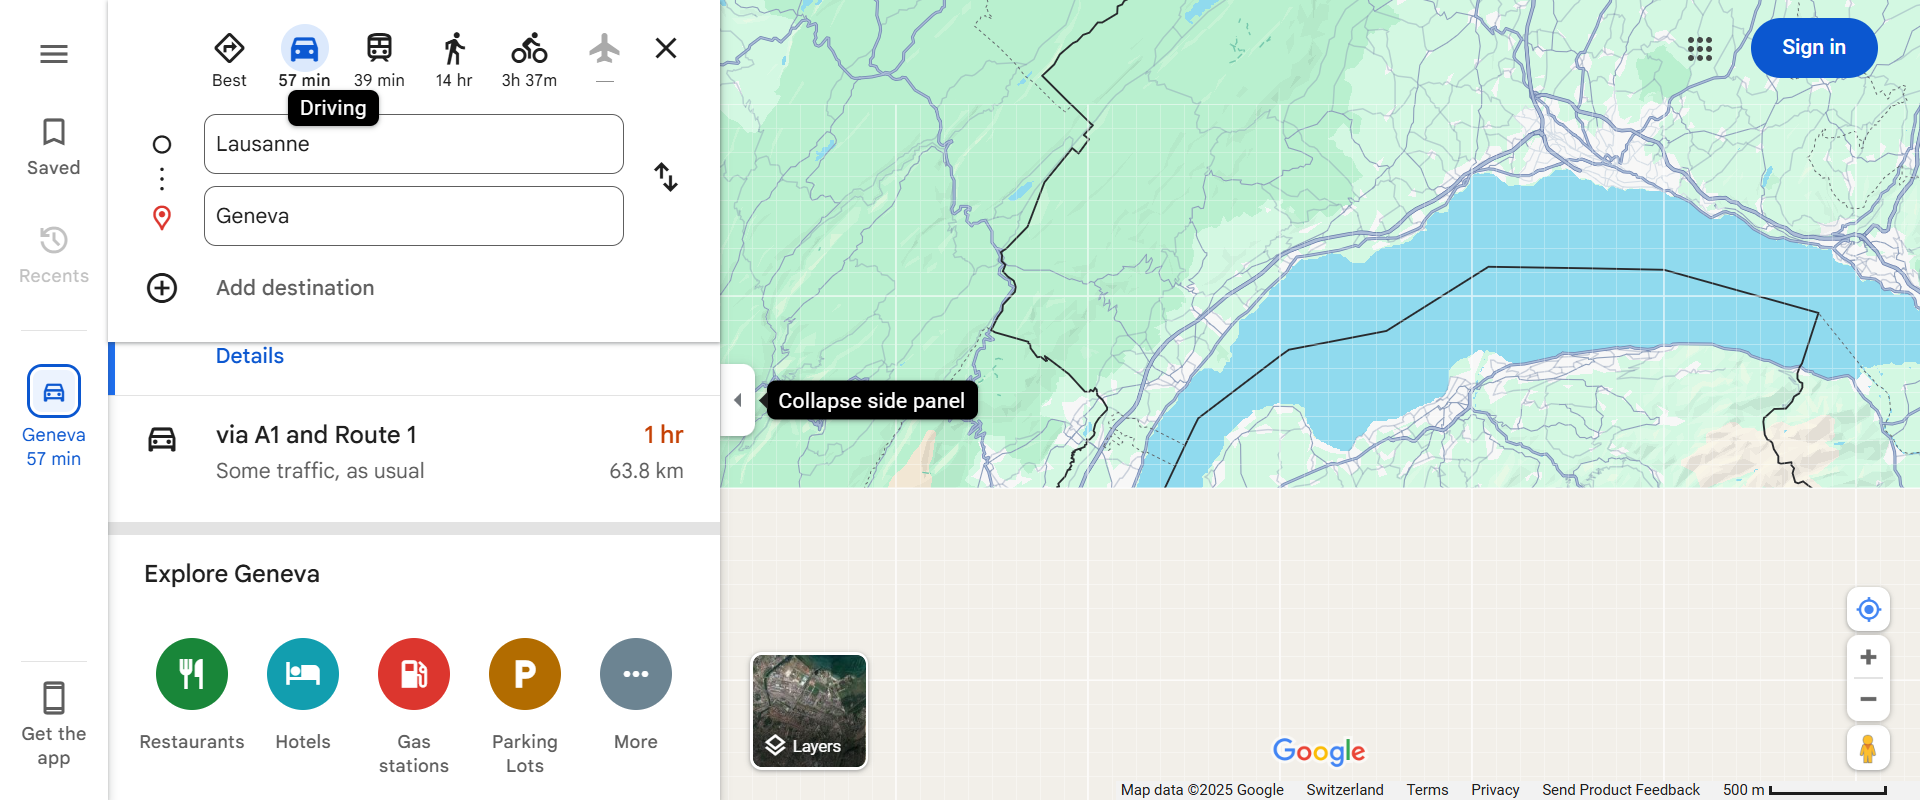 Best
57 min
39 min
14 hr
3h 37m
—
Driving
Sign in
Saved
Recents
Geneva
57 min
Get the
app
Lausanne
Geneva
Add destination
Details
via A1 and Route 1
1 hr
Some traffic, as usual
63.8 km
Collapse side panel
Explore Geneva
Restaurants
Hotels
Gas
stations
P
Parking
Lots
More
Layers
Google
Map data ©2025 Google
Switzerland
Terms
Privacy
Send Product Feedback
500 m